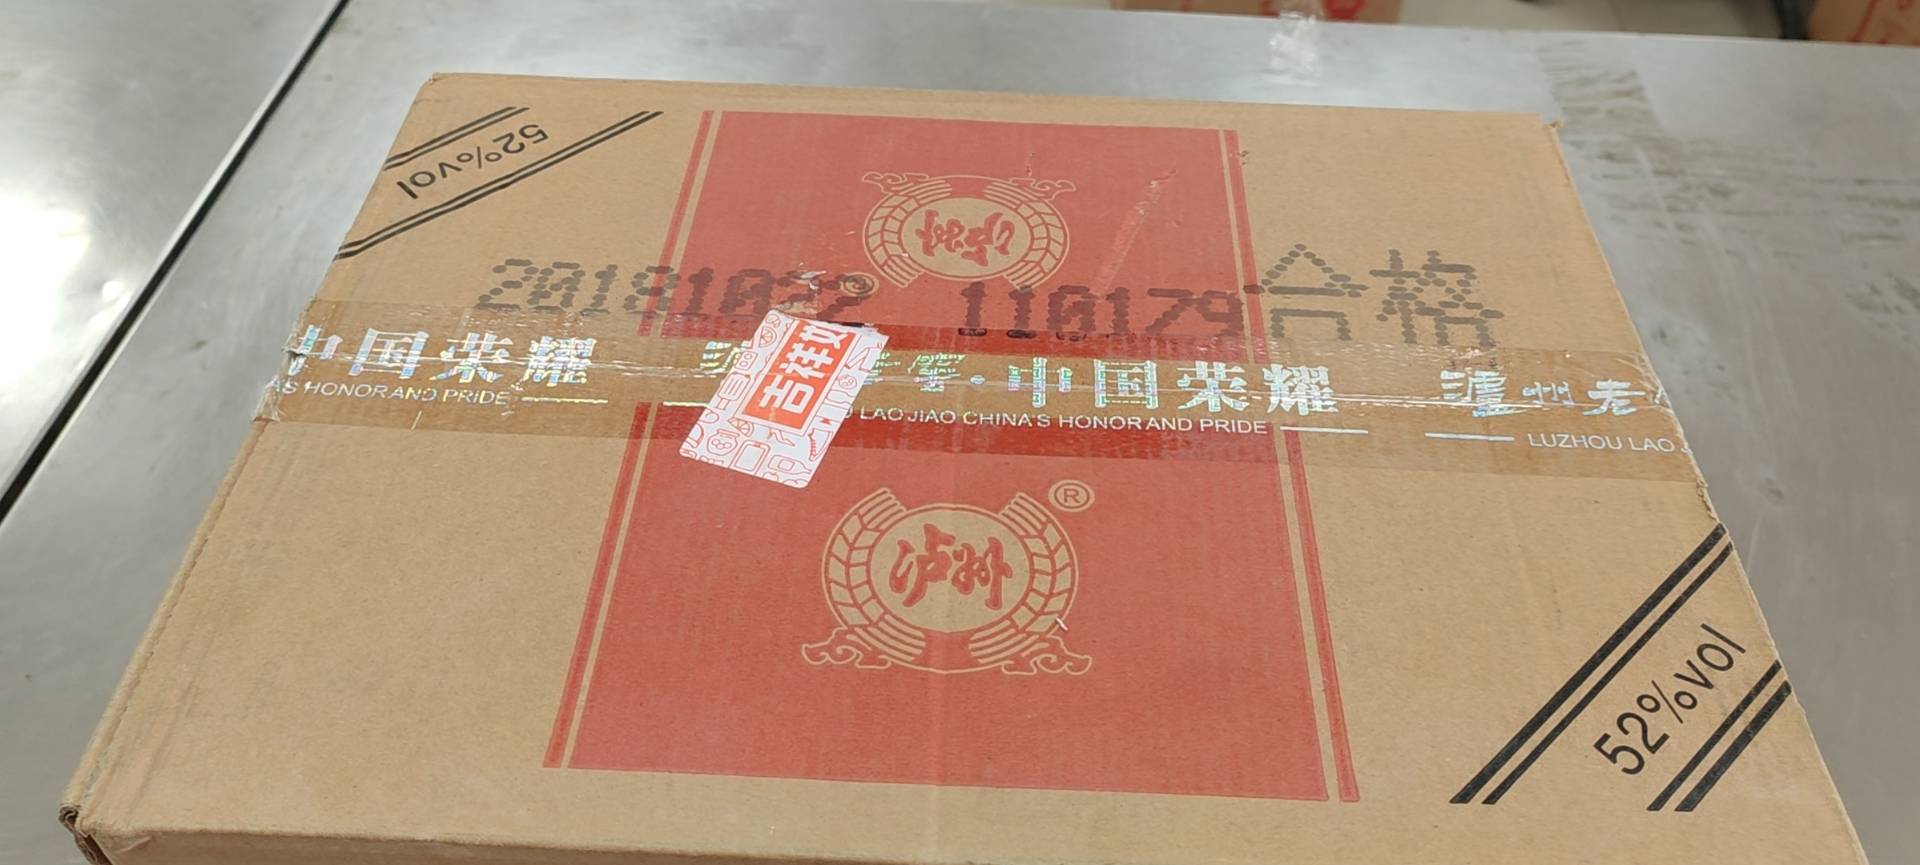 52%vol
20181022 110179合格
中国荣耀 泸 中国荣耀 泸州老
AS HONOR AND PRIDE LAO JIAO CHINA'S HONOR AND PRIDE LUZHOU LAO J
吉祥如
®
泸州
52%vol